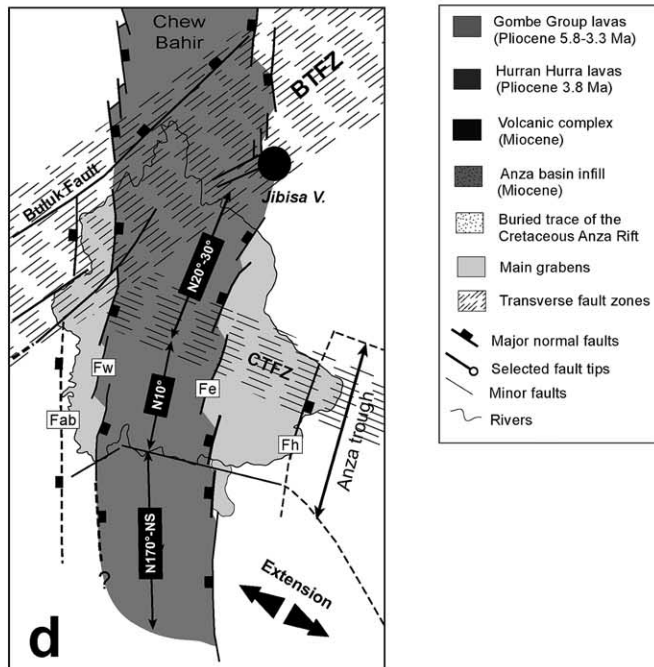 Chew
Bahir
BTFZ
Buluk Fault
Jibisa V.
N20°-30°
CTFZ
Fw
N10°
Fe
Fab
Fh
Anza trough
N170°-NS
?
Extension
d
Gombe Group lavas
(Pliocene 5.8-3.3 Ma)
Hurran Hurra lavas
(Pliocene 3.8 Ma)
Volcanic complex
(Miocene)
Anza basin infill
(Miocene)
Buried trace of the
Cretaceous Anza Rift
Main grabens
Transverse fault zones
Major normal faults
Selected fault tips
Minor faults
Rivers